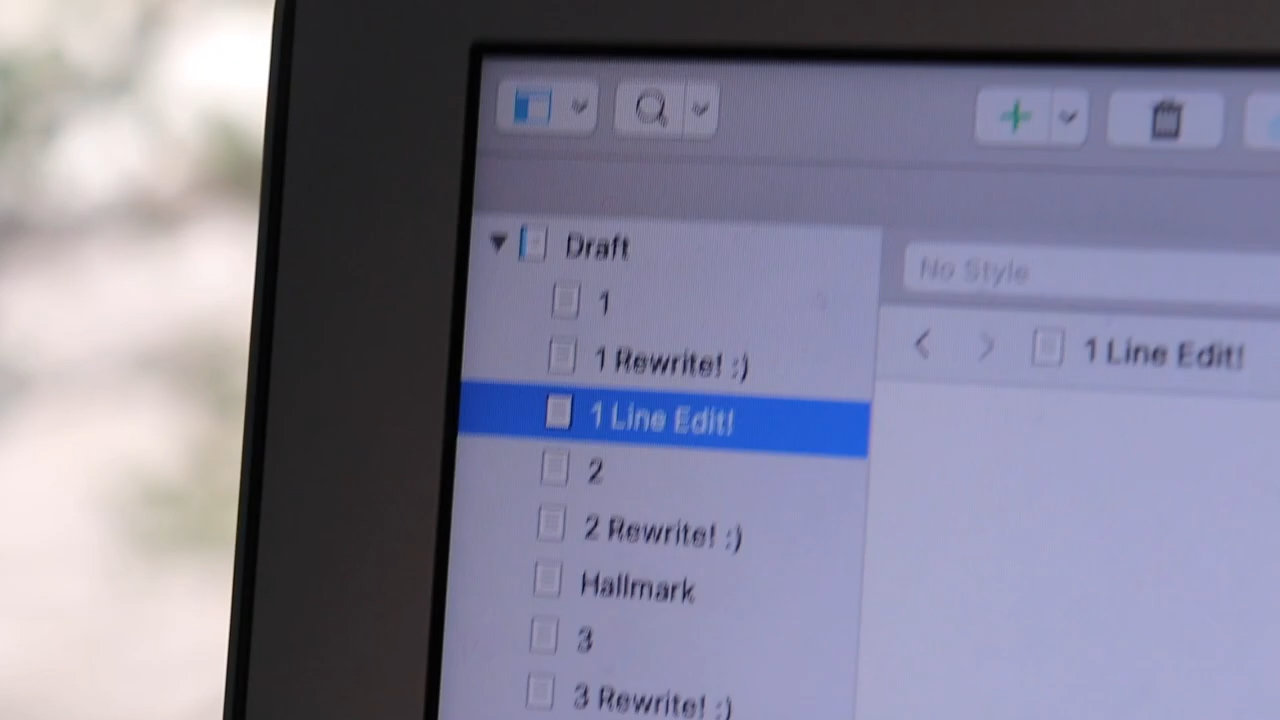 Draft
1
1 Rewrite! :)
1 Line Edit!
2
2 Rewrite! :)
Hallmark
3
3 Rewrite! :)
No Style
1 Line Edit!